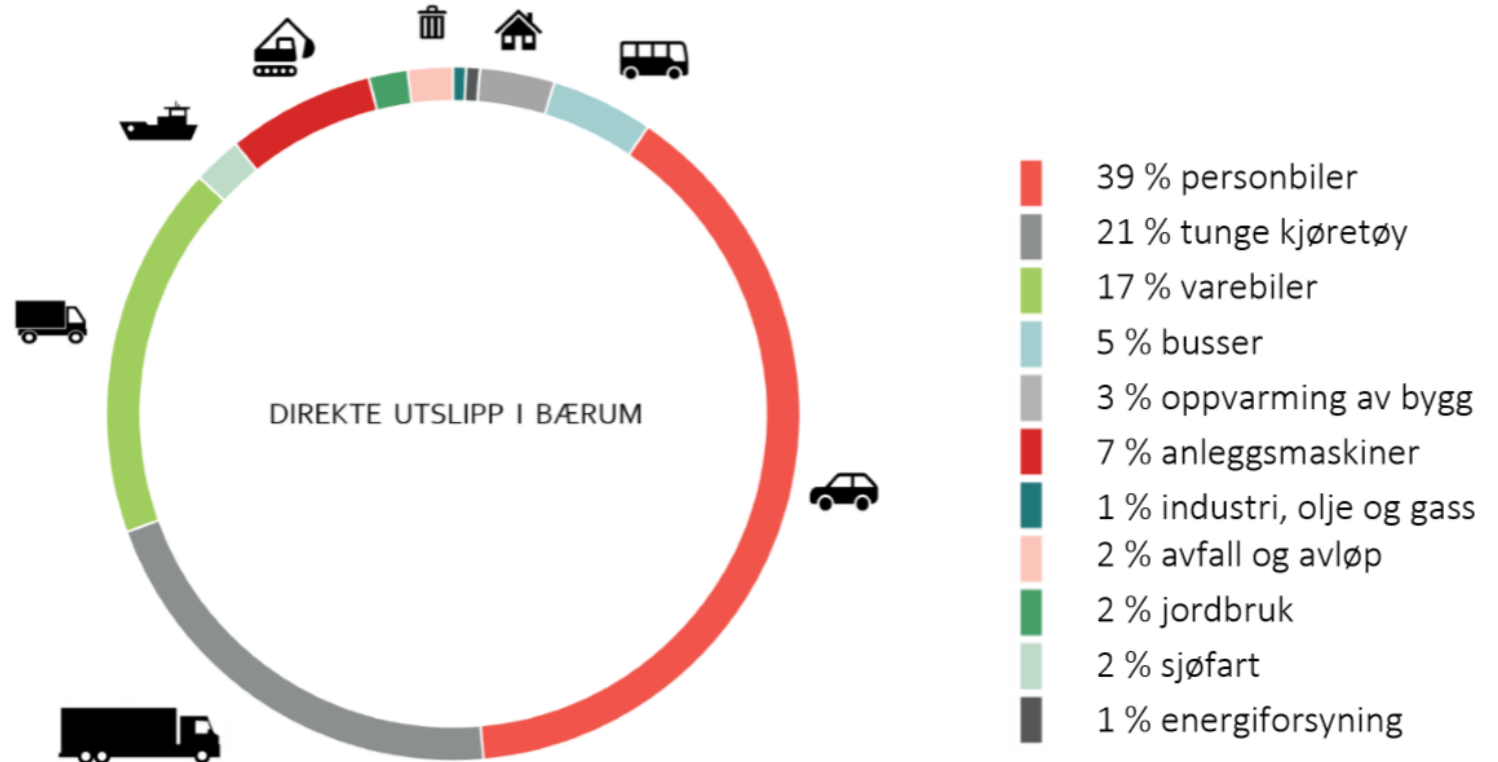 DIREKTE UTSLIPP I BÆRUM
39 % personbiler
21 % tunge kjøretøy
17 % varebiler
5 % busser
3 % oppvarming av bygg
7 % anleggsmaskiner
1 % industri, olje og gass
2 % avfall og avløp
2 % jordbruk
2 % sjøfart
1 % energiforsyning